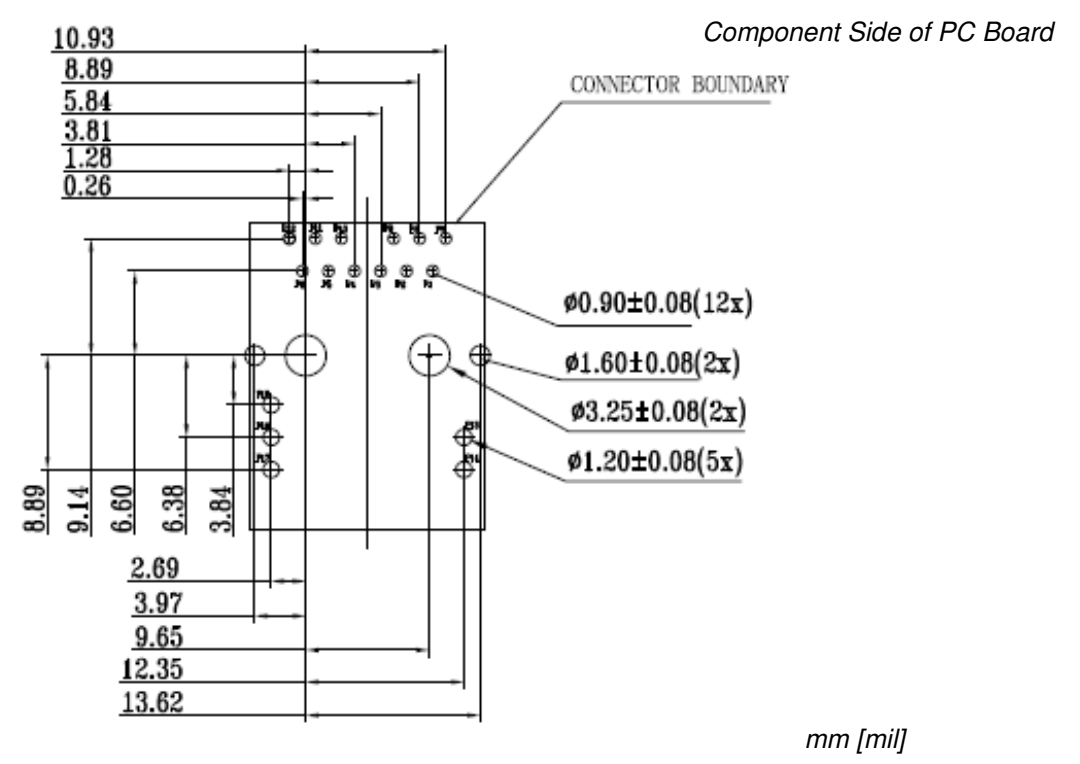 Component Side of PC Board
10.93
8.89
5.84
3.81
1.28
0.26
CONNECTOR BOUNDARY
ø0.90±0.08(12x)
ø1.60±0.08(2x)
ø3.25±0.08(2x)
ø1.20±0.08(5x)
8.89
9.14
6.60
6.38
3.84
2.69
3.97
9.65
12.35
13.62
mm [mil]